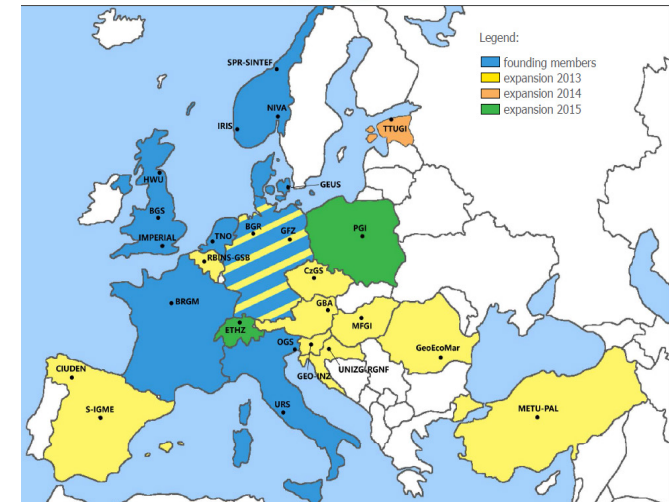 Legend:
founding members
expansion 2013
expansion 2014
expansion 2015
SPR-SINTEF
NIVA
IRIS
TTUGI
GEUS
HWU
BGS
IMPERIAL
TNO
BGR
GFZ
PGI
RBINS-GSB
CzGS
BRGM
GBA
MFGI
ETHZ
OGS
GeoEcoMar
GEO-INZ
UNIZG-RGNF
CIUDEN
S-IGME
URS
METU-PAL